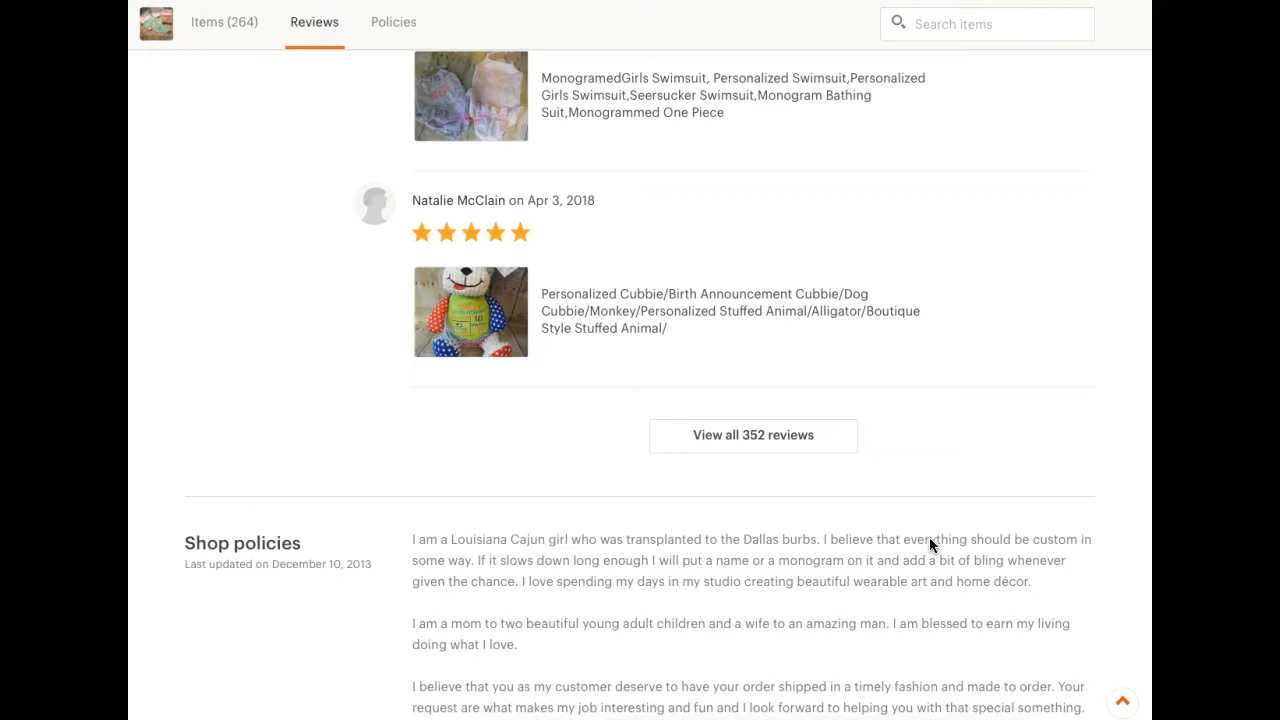 Items (264)
Reviews
Policies
Search items
MonogramedGirls Swimsuit, Personalized Swimsuit,Personalized
Girls Swimsuit,Seersucker Swimsuit,Monogram Bathing
Suit,Monogrammed One Piece
Natalie McClain on Apr 3, 2018
Personalized Cubbie/Birth Announcement Cubbie/Dog
Cubbie/Monkey/Personalized Stuffed Animal/Alligator/Boutique
Style Stuffed Animal/
View all 352 reviews
Shop policies
Last updated on December 10, 2013
I am a Louisiana Cajun girl who was transplanted to the Dallas burbs. I believe that everything should be custom in
some way. If it slows down long enough I will put a name or a monogram on it and add a bit of bling whenever
given the chance. I love spending my days in my studio creating beautiful wearable art and home décor.
I am a mom to two beautiful young adult children and a wife to an amazing man. I am blessed to earn my living
doing what I love.
I believe that you as my customer deserve to have your order shipped in a timely fashion and made to order. Your
request are what makes my job interesting and fun and I look forward to helping you with that special something.